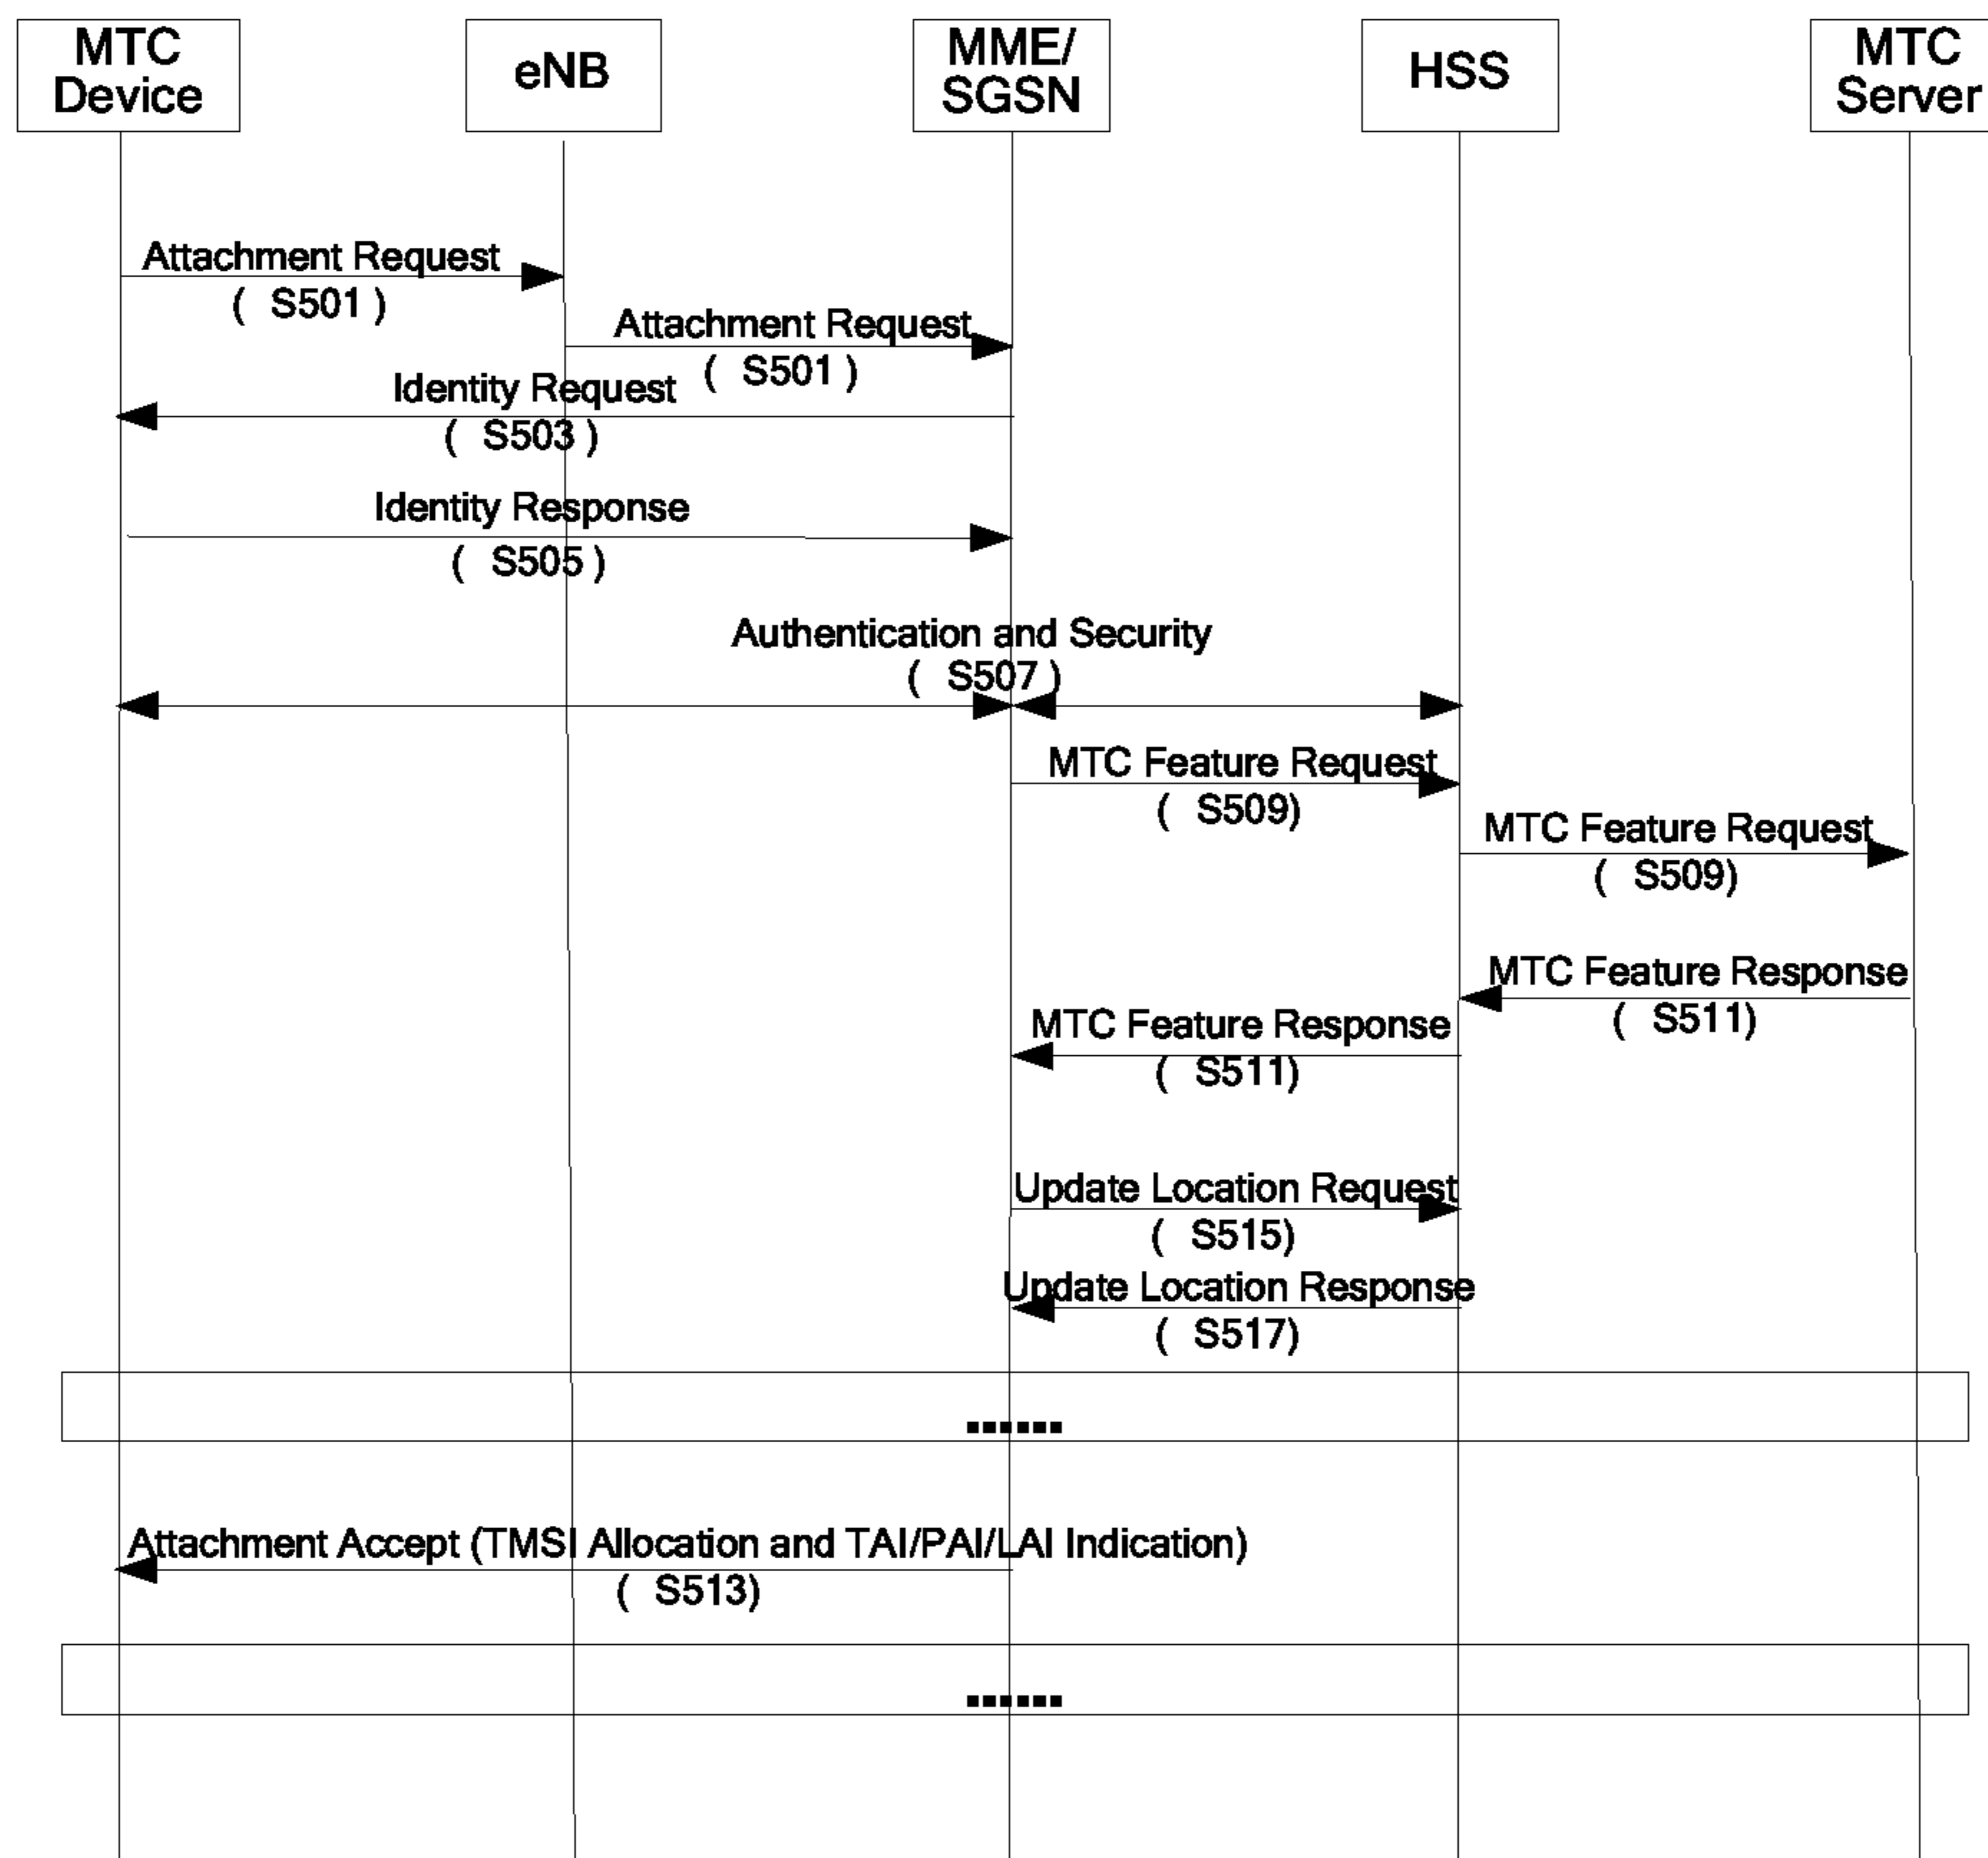 MTC
Device
eNB
MME/
SGSN
HSS
MTC
Server
Attachment Request
( S501 )
Attachment Request
( S501 )
Identity Request
( S503 )
Identity Response
( S505 )
Authentication and Security
( S507 )
MTC Feature Request
( S509)
MTC Feature Request
( S509)
MTC Feature Response
( S511)
MTC Feature Response
( S511)
Update Location Request
( S515)
Update Location Response
( S517)
......
Attachment Accept (TMSI Allocation and TAI/PAI/LAI Indication)
( S513)
......